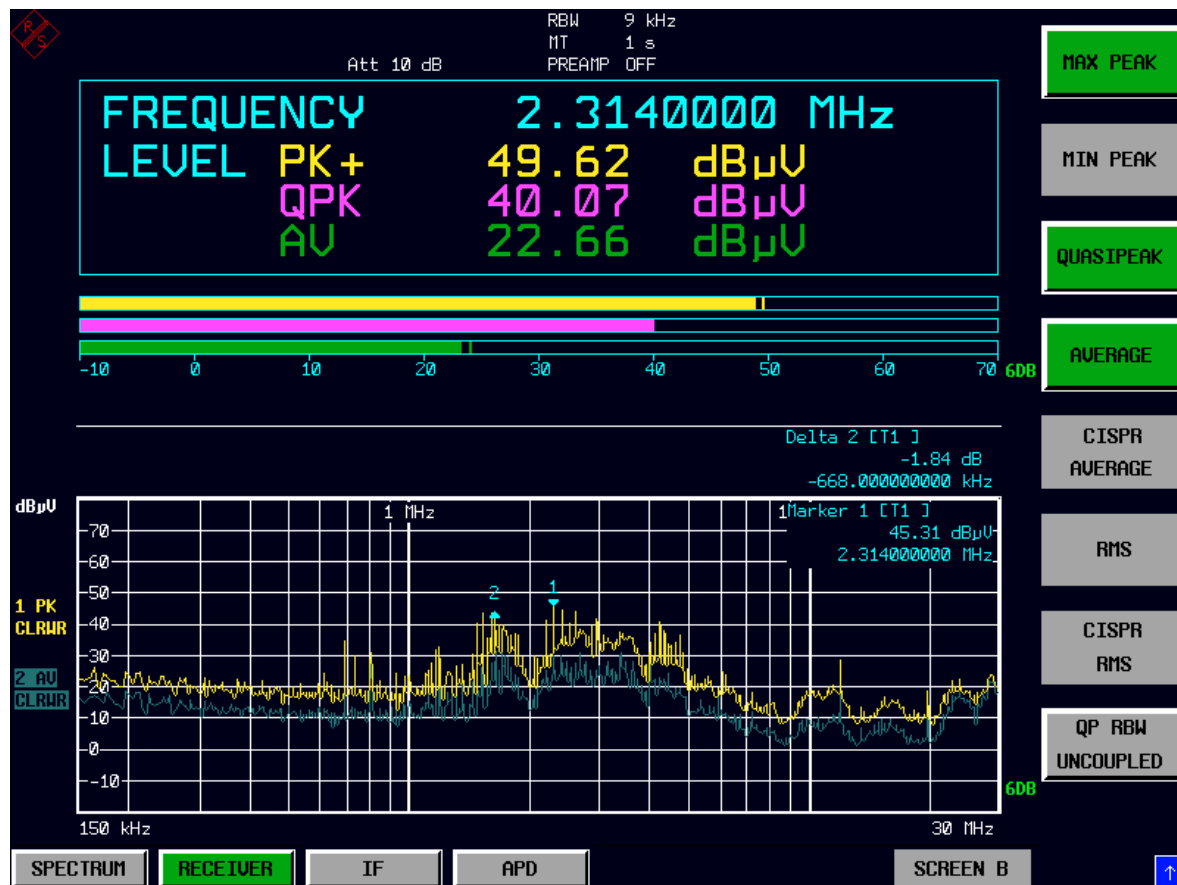 R S
RBW 9 kHz
MT 1 s
Att 10 dB PREAMP OFF
FREQUENCY 2.3140000 MHz
LEVEL PK+ 49.62 dBµV
QPK 40.07 dBµV
AV 22.66 dBµV
-10 0 10 20 30 40 50 60 70 6DB
Delta 2 [T1 ]
-1.84 dB
-668.000000000 kHz
dBµV
1 MHz
1
Marker 1 [T1 ]
45.31 dBµV
2.314000000 MHz
70
60
50
40
30
20
10
0
-10
2
1
1 PK
CLRWR
2 AV
CLRWR
6DB
150 kHz
30 MHz
MAX PEAK
MIN PEAK
QUASIPEAK
AVERAGE
CISPR
AVERAGE
RMS
CISPR
RMS
QP RBW
UNCOUPLED
SPECTRUM
RECEIVER
IF
APD
SCREEN B